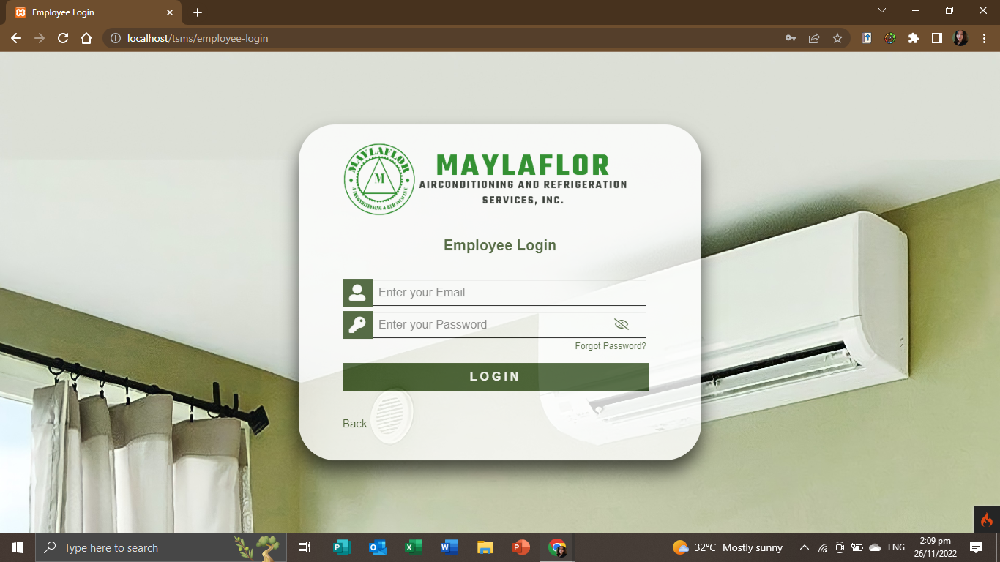 Employee Login
localhost/tsms/employee-login
MAYLAFLOR
M
MAYLAFLOR
AIRCONDITIONING AND REFRIGERATION
SERVICES, INC.
Employee Login
Enter your Email
Enter your Password
Forgot Password?
LOGIN
Back
Type here to search
32°C Mostly sunny
ENG
2:09 pm
26/11/2022